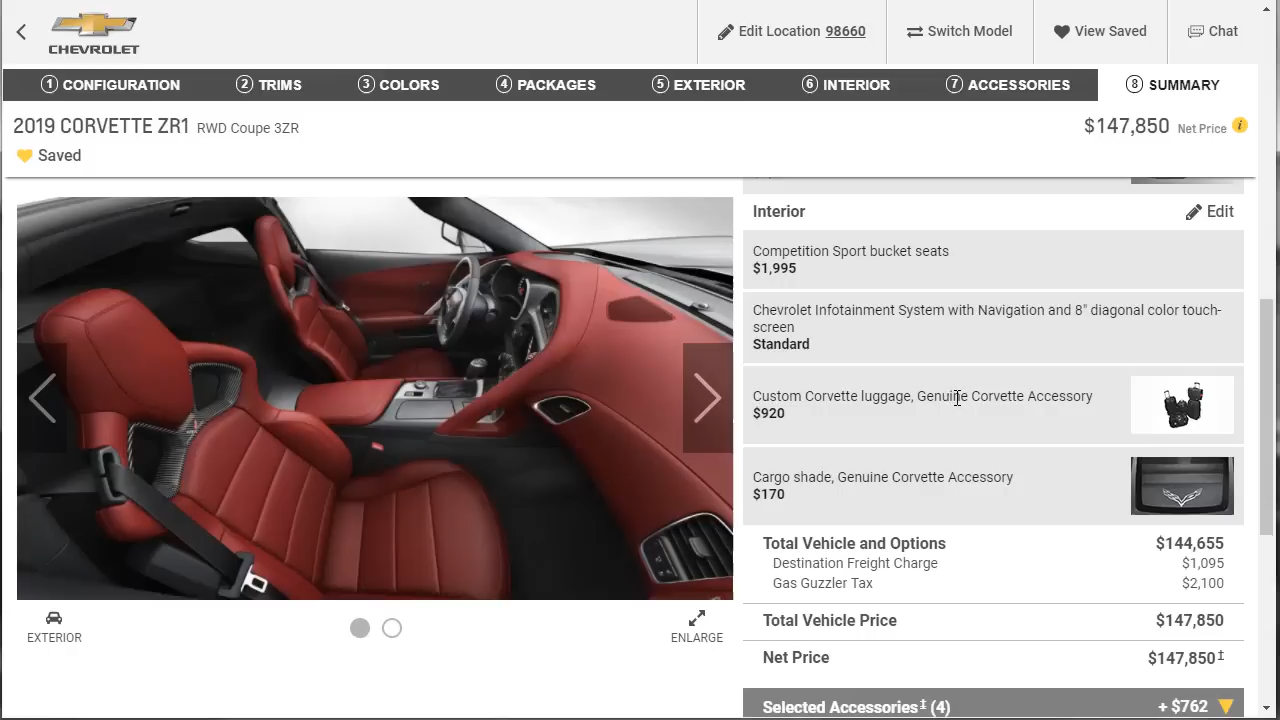 CHEVROLET
Edit Location 98660
Switch Model
View Saved
Chat
1 CONFIGURATION
2 TRIMS
3 COLORS
4 PACKAGES
5 EXTERIOR
6 INTERIOR
7 ACCESSORIES
8 SUMMARY
2019 CORVETTE ZR1 RWD Coupe 3ZR
$147,850 Net Price i
Saved
Interior
Edit
Competition Sport bucket seats
$1,995
Chevrolet Infotainment System with Navigation and 8" diagonal color touch-
screen
Standard
Custom Corvette luggage, Genuine Corvette Accessory
$920
Cargo shade, Genuine Corvette Accessory
$170
Total Vehicle and Options $144,655
Destination Freight Charge $1,095
Gas Guzzler Tax $2,100
Total Vehicle Price $147,850
Net Price $147,850‡
Selected Accessories‡ (4) + $762
EXTERIOR
ENLARGE